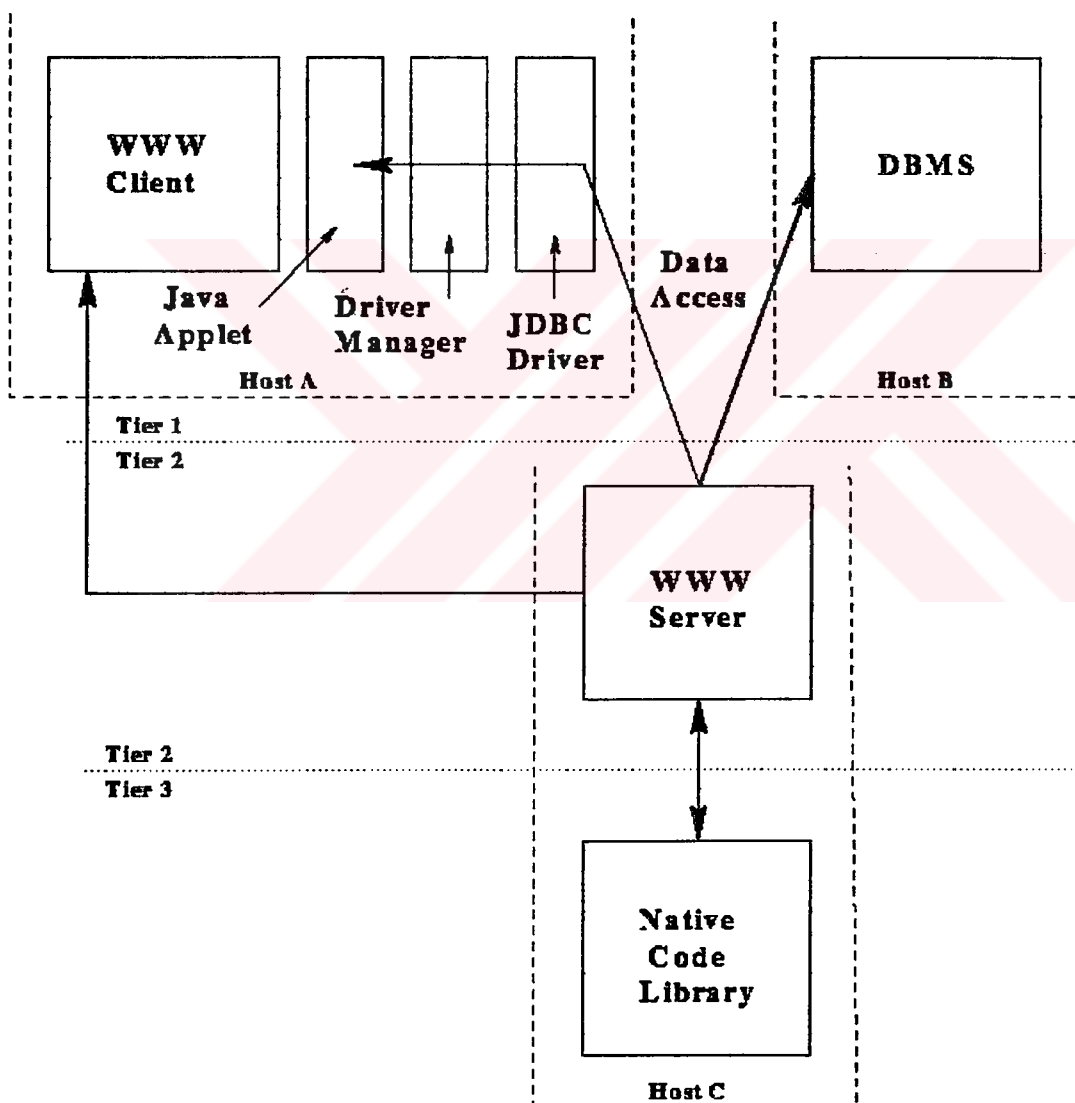 WWW
Client
DBMS
Java
Applet
Driver
Manager
JDBC
Driver
Data
Access
Host A
Host B
Tier 1
Tier 2
WWW
Server
Tier 2
Tier 3
Native
Code
Library
Host C